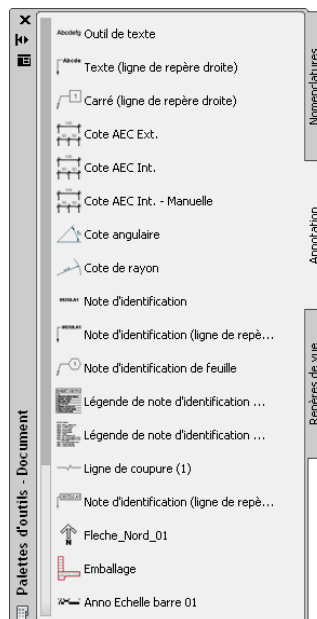 Outil de texte
Texte (ligne de repère droite)
Carré (ligne de repère droite)
Cote AEC Ext.
Cote AEC Int.
Cote AEC Int. - Manuelle
Cote angulaire
Cote de rayon
Note d'identification
Note d'identification (ligne de repè...
Note d'identification de feuille
Légende de note d'identification ...
Légende de note d'identification ...
Ligne de coupure (1)
Note d'identification (ligne de repè...
Fleche_Nord_01
Emballage
Anno Echelle barre 01
Nomenclatures
Annotation
Repères de vue
Palettes d'outils - Document